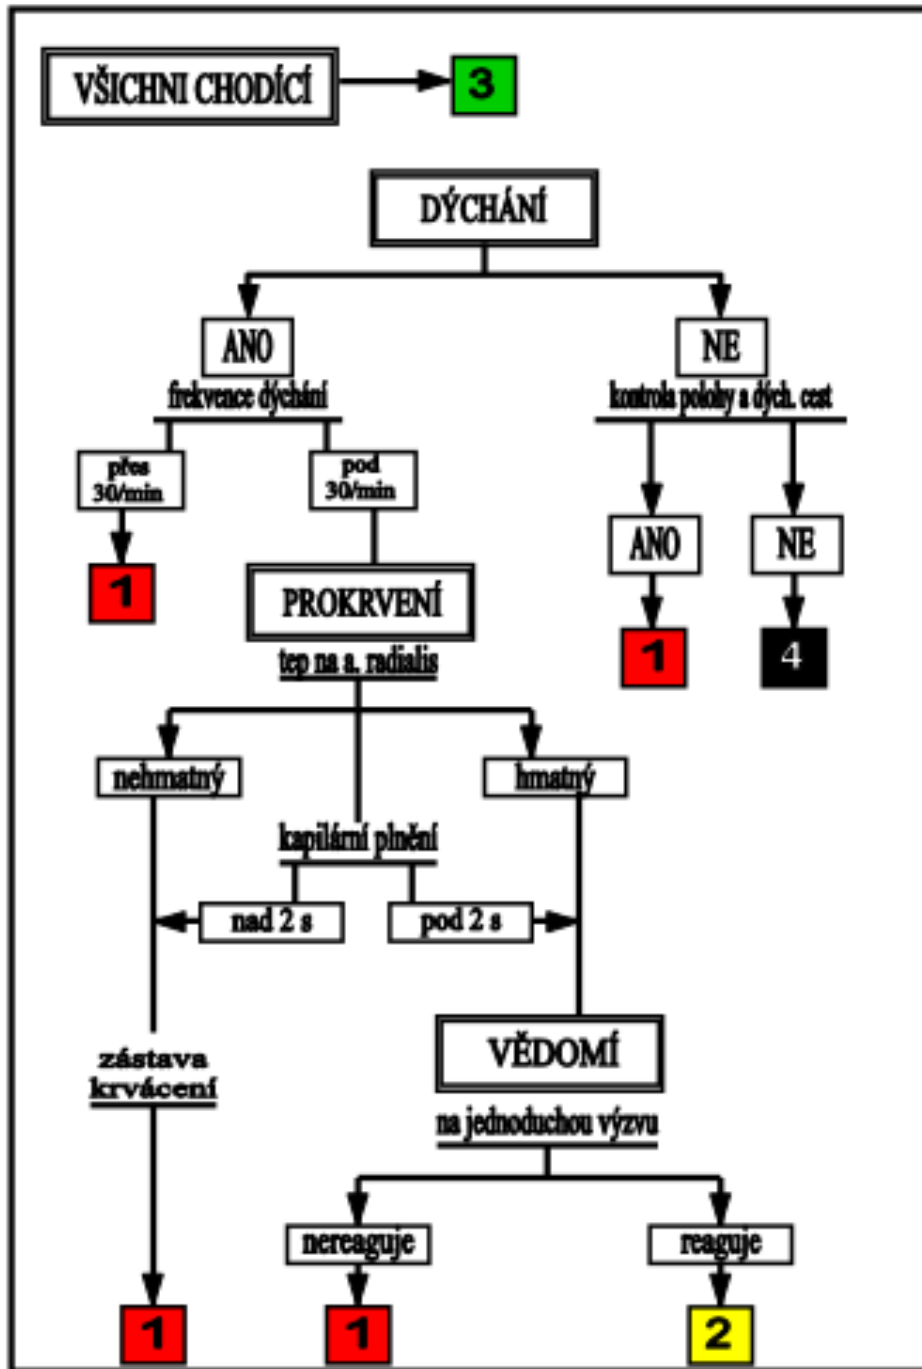 VŠICHNI CHODÍCÍ
3
DÝCHÁNÍ
ANO
NE
frekvence dýchání
kontrola polohy a dých. cest
přes
30/min
pod
30/min
ANO
NE
1
PROKRVENÍ
1
4
tep na a. radialis
nehmatný
hmatný
kapilární plnění
nad 2 s
pod 2 s
VĚDOMÍ
zástava
krvácení
na jednoduchou výzvu
nereaguje
reaguje
1
1
2